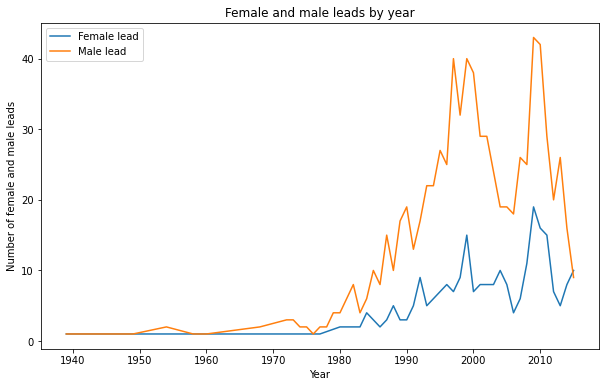 Female and male leads by year
Female lead
Male lead
Number of female and male leads
40
30
20
10
0
1940 1950 1960 1970 1980 1990 2000 2010
Year